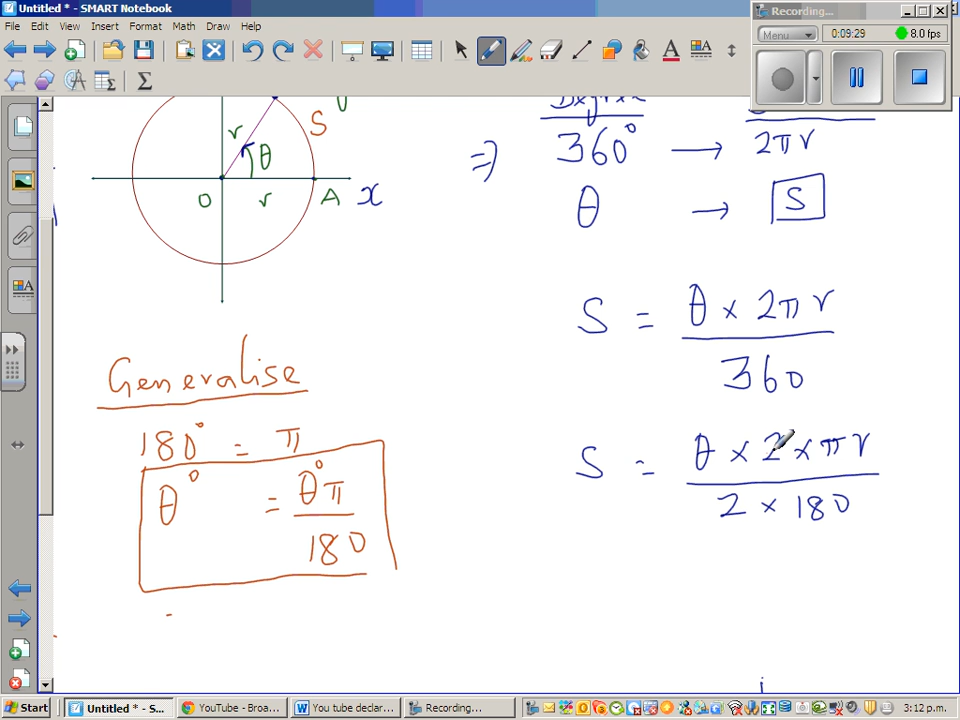 Untitled * - SMART Notebook
File Edit View Insert Format Math Draw Help
Recording...
Menu 0:09:29 8.0 fps
S
r θ
O r A x
⇒ 360° → 2πr
θ → S
S = θ × 2πr / 360
Generalise
180° = π
θ° = θ°π / 180
S = θ × 2 × πr / 2 × 180
Start Untitled * - S... YouTube - Broa... You tube declar... Recording... 3:12 p.m.